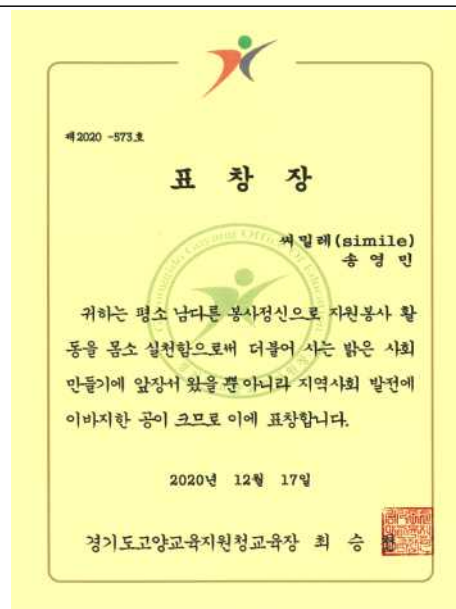 제2020 -573호
표 창 장
씨밀레(simile)
송 영 민
귀하는 평소 남다른 봉사정신으로 자원봉사 활
동을 몸소 실천함으로써 더불어 사는 밝은 사회
만들기에 앞장서 왔을 뿐 아니라 지역사회 발전에
이바지한 공이 크므로 이에 표창합니다.
2020년 12월 17일
경기도고양교육지원청교육장 최 승